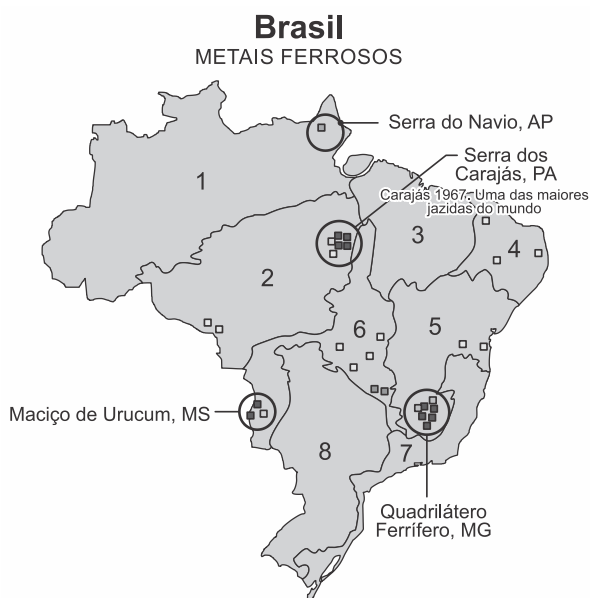 Brasil
METAIS FERROSOS
Serra do Navio, AP
Serra dos
Carajás, PA
Carajás 1967. Uma das maiores
jazidas do mundo
1
2
3
4
5
6
7
8
Maciço de Urucum, MS
Quadrilátero
Ferrífero, MG